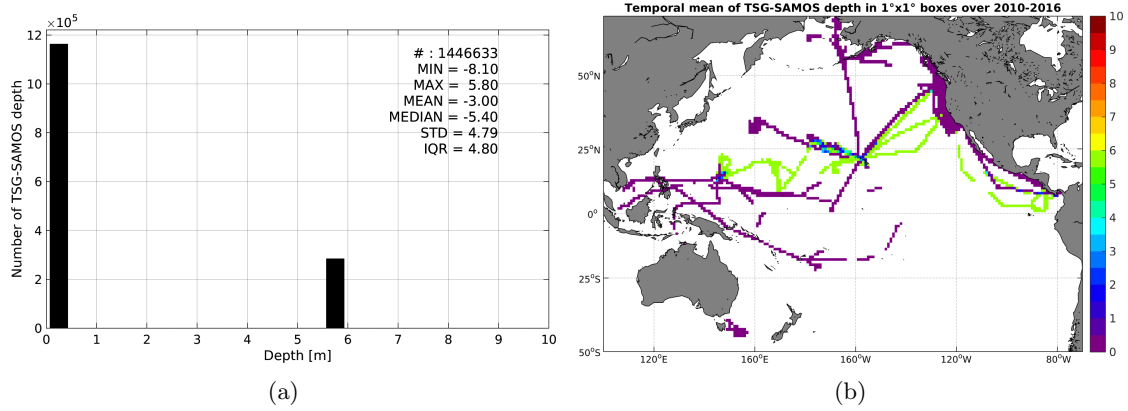 ×10⁵
12
10
8
6
4
2
0
Number of TSG-SAMOS depth
# : 1446633
MIN = -8.10
MAX = 5.80
MEAN = -3.00
MEDIAN = -5.40
STD = 4.79
IQR = 4.80
0 1 2 3 4 5 6 7 8 9 10
Depth [m]
(a)
Temporal mean of TSG-SAMOS depth in 1°x1° boxes over 2010-2016
50°N
25°N
0°
25°S
50°S
120°E 160°E 160°W 120°W 80°W
10
9
8
7
6
5
4
3
2
1
0
(b)